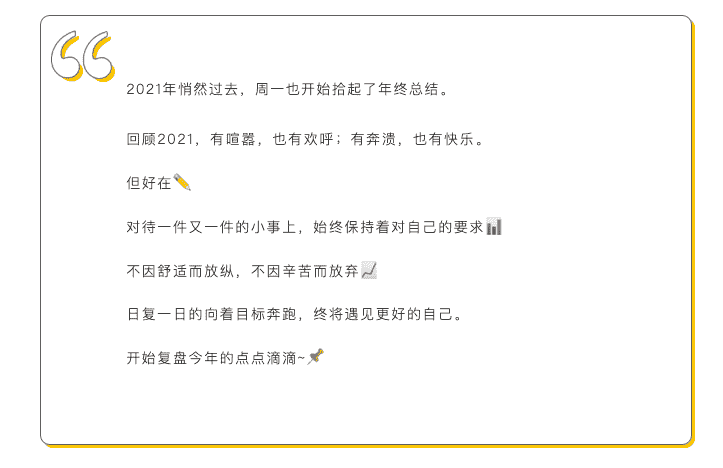 2021年悄然过去，周一也开始拾起了年终总结。
回顾2021，有喧嚣，也有欢呼；有奔溃，也有快乐。
但好在✏️
对待一件又一件的小事上，始终保持着对自己的要求📊
不因舒适而放纵，不因辛苦而放弃📈
日复一日的向着目标奔跑，终将遇见更好的自己。
开始复盘今年的点点滴滴~📌